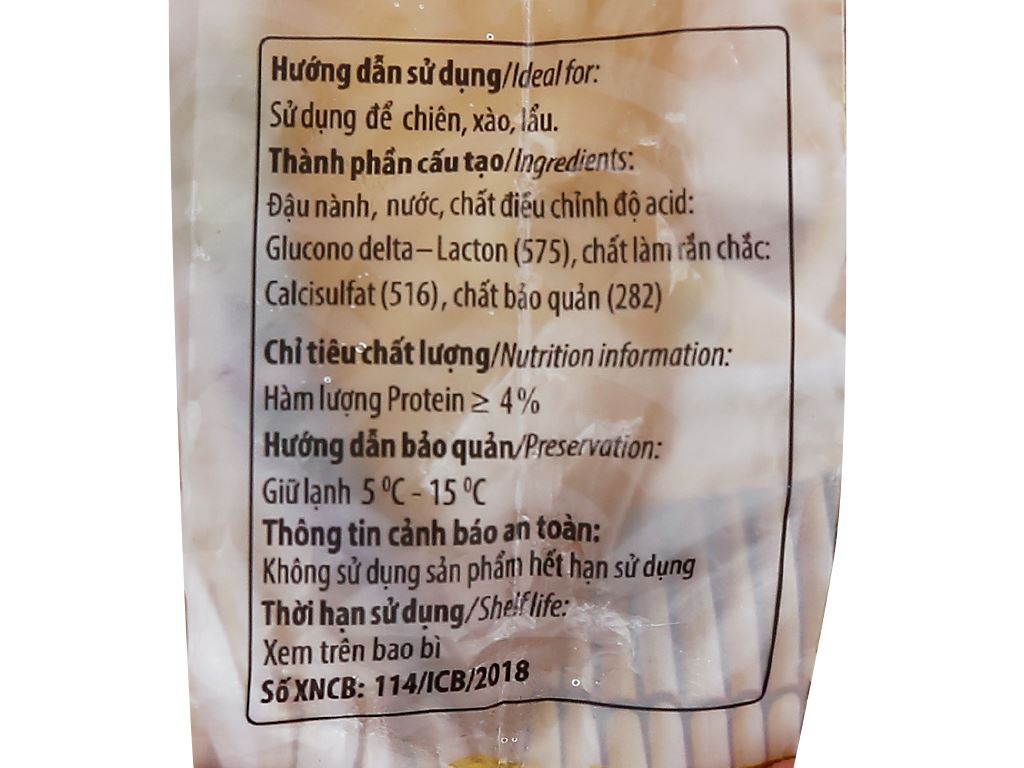 Hướng dẫn sử dụng/Ideal for:
Sử dụng để chiên, xào, lẩu.
Thành phần cấu tạo/Ingredients:
Đậu nành, nước, chất điều chỉnh độ acid:
Glucono delta–Lacton (575), chất làm rắn chắc:
Calcisulfat (516), chất bảo quản (282)
Chỉ tiêu chất lượng/Nutrition information:
Hàm lượng Protein ≥ 4%
Hướng dẫn bảo quản/Preservation:
Giữ lạnh 5 ⁰C - 15 ⁰C
Thông tin cảnh báo an toàn:
Không sử dụng sản phẩm hết hạn sử dụng
Thời hạn sử dụng/Shelf life:
Xem trên bao bì
Số XNCB: 114/ICB/2018